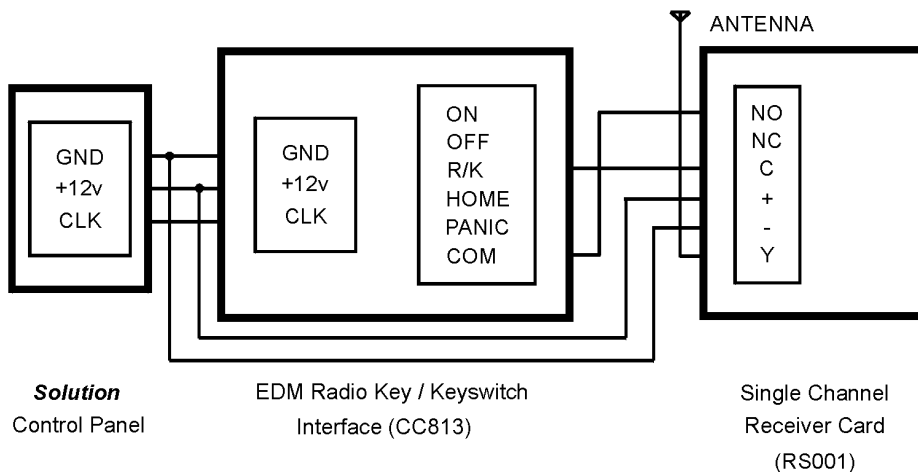 ANTENNA
GND
+12v
CLK
GND
+12v
CLK
ON
OFF
R/K
HOME
PANIC
COM
NO
NC
C
+
-
Y
Solution
Control Panel
EDM Radio Key / Keyswitch
Interface (CC813)
Single Channel
Receiver Card
(RS001)